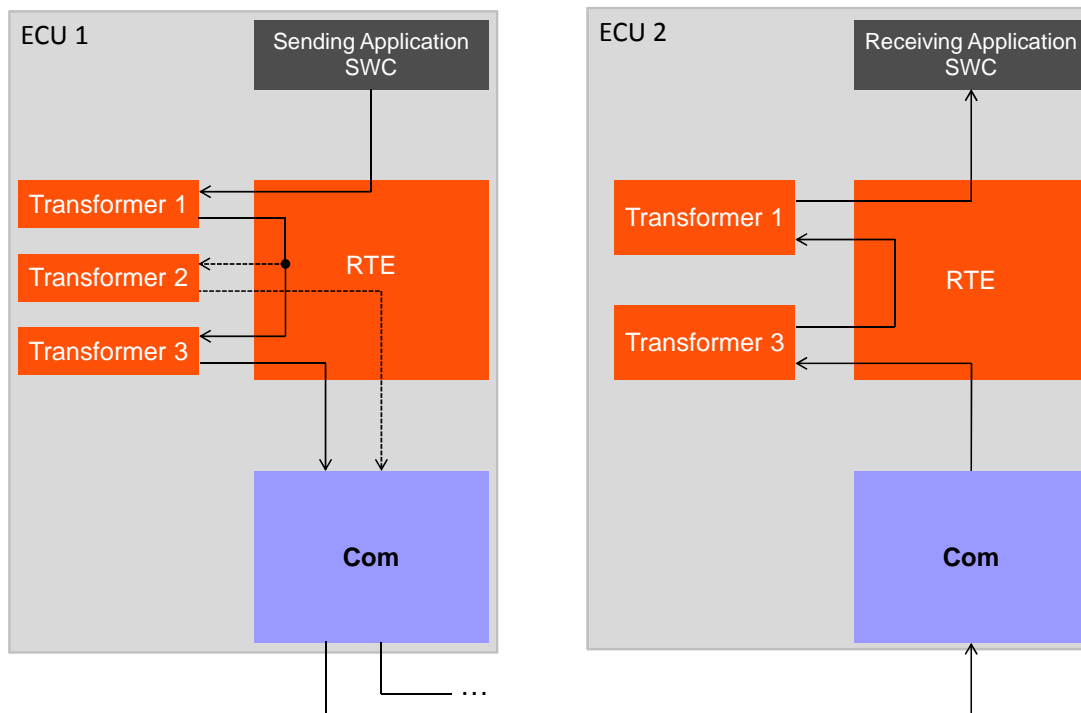 ECU 1
Sending Application
SWC
Transformer 1
Transformer 2
Transformer 3
RTE
Com
...
ECU 2
Receiving Application
SWC
Transformer 1
Transformer 3
RTE
Com